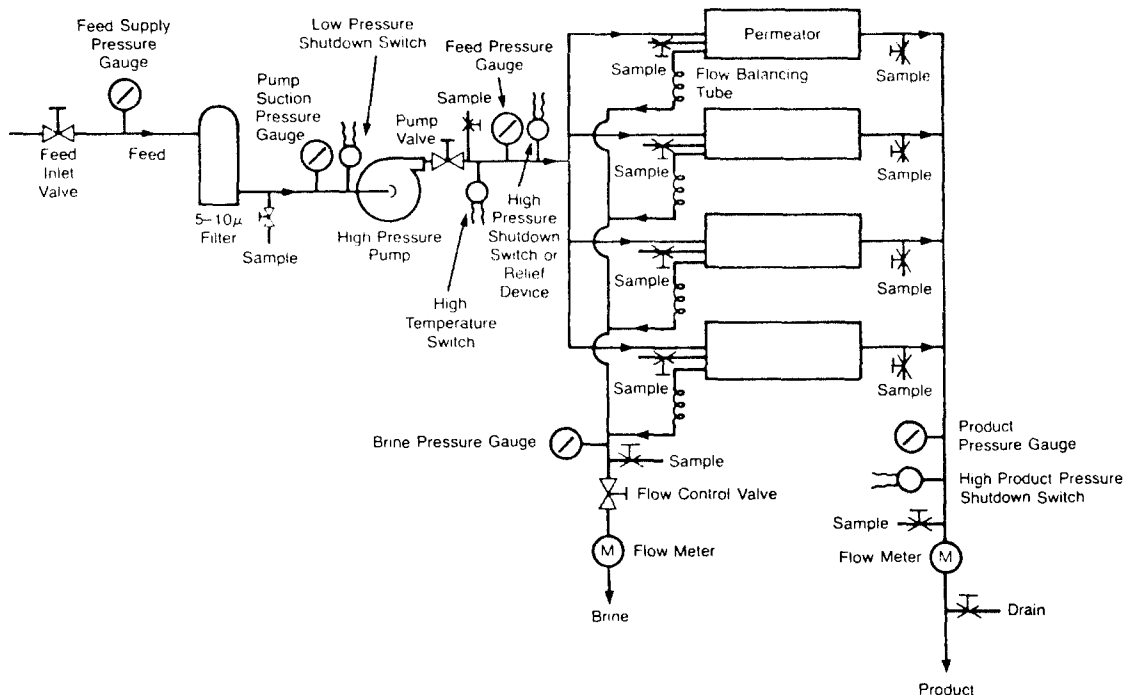 Feed Supply
Pressure
Gauge
Feed
Inlet
Valve
Feed
5-10μ
Filter
Sample
Pump
Suction
Pressure
Gauge
Low Pressure
Shutdown Switch
High Pressure
Pump
Pump
Valve
Sample
Feed Pressure
Gauge
High
Temperature
Switch
High
Pressure
Shutdown
Switch or
Relief
Device
Permeator
Sample
Flow Balancing
Tube
Sample
Sample
Sample
Sample
Sample
Sample
Sample
Brine Pressure Gauge
Sample
Flow Control Valve
M
Flow Meter
Brine
Product
Pressure Gauge
High Product Pressure
Shutdown Switch
Sample
Flow Meter
M
Drain
Product